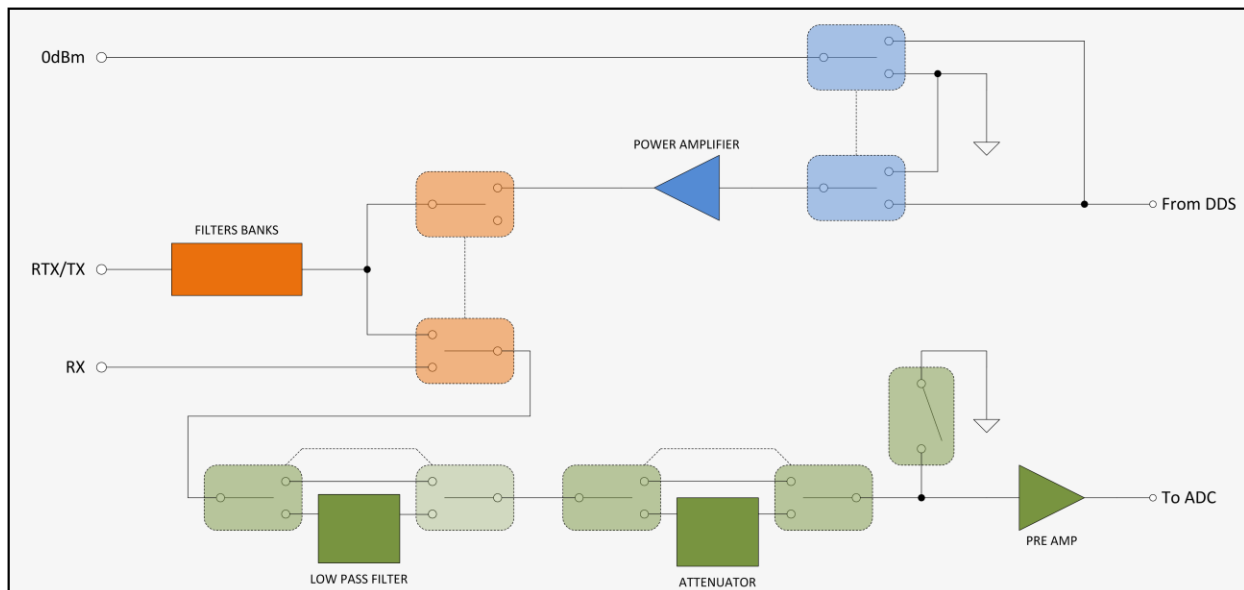 0dBm
POWER AMPLIFIER
From DDS
FILTERS BANKS
RTX/TX
RX
To ADC
PRE AMP
LOW PASS FILTER
ATTENUATOR